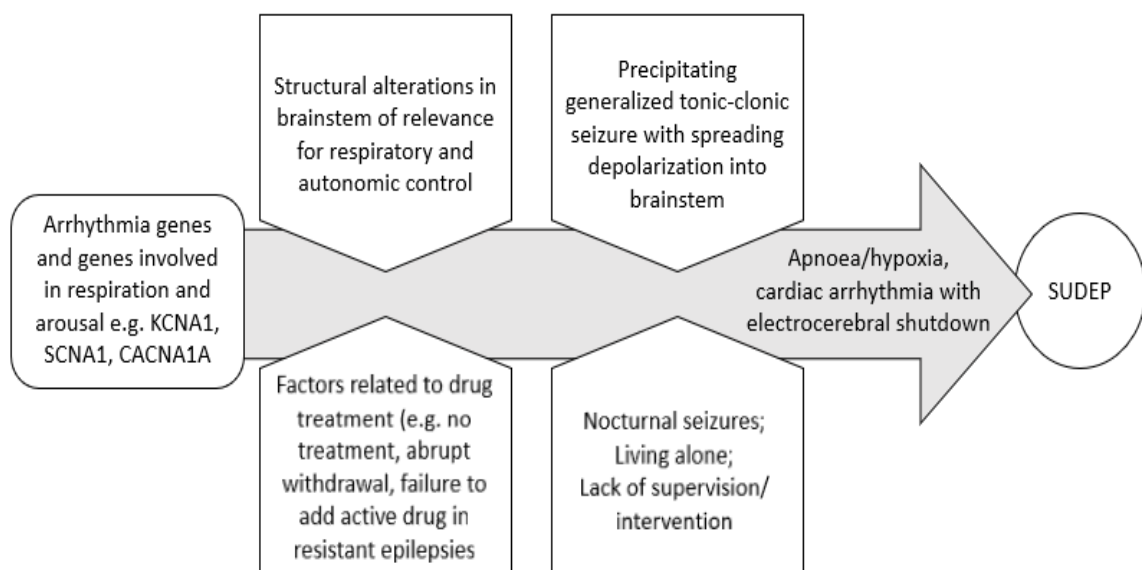 Arrhythmia genes
and genes involved
in respiration and
arousal e.g. KCNA1,
SCNA1, CACNA1A
Structural alterations in
brainstem of relevance
for respiratory and
autonomic control
Factors related to drug
treatment (e.g. no
treatment, abrupt
withdrawal, failure to
add active drug in
resistant epilepsies
Precipitating
generalized tonic-clonic
seizure with spreading
depolarization into
brainstem
Nocturnal seizures;
Living alone;
Lack of supervision/
intervention
Apnoea/hypoxia,
cardiac arrhythmia with
electrocerebral shutdown
SUDEP